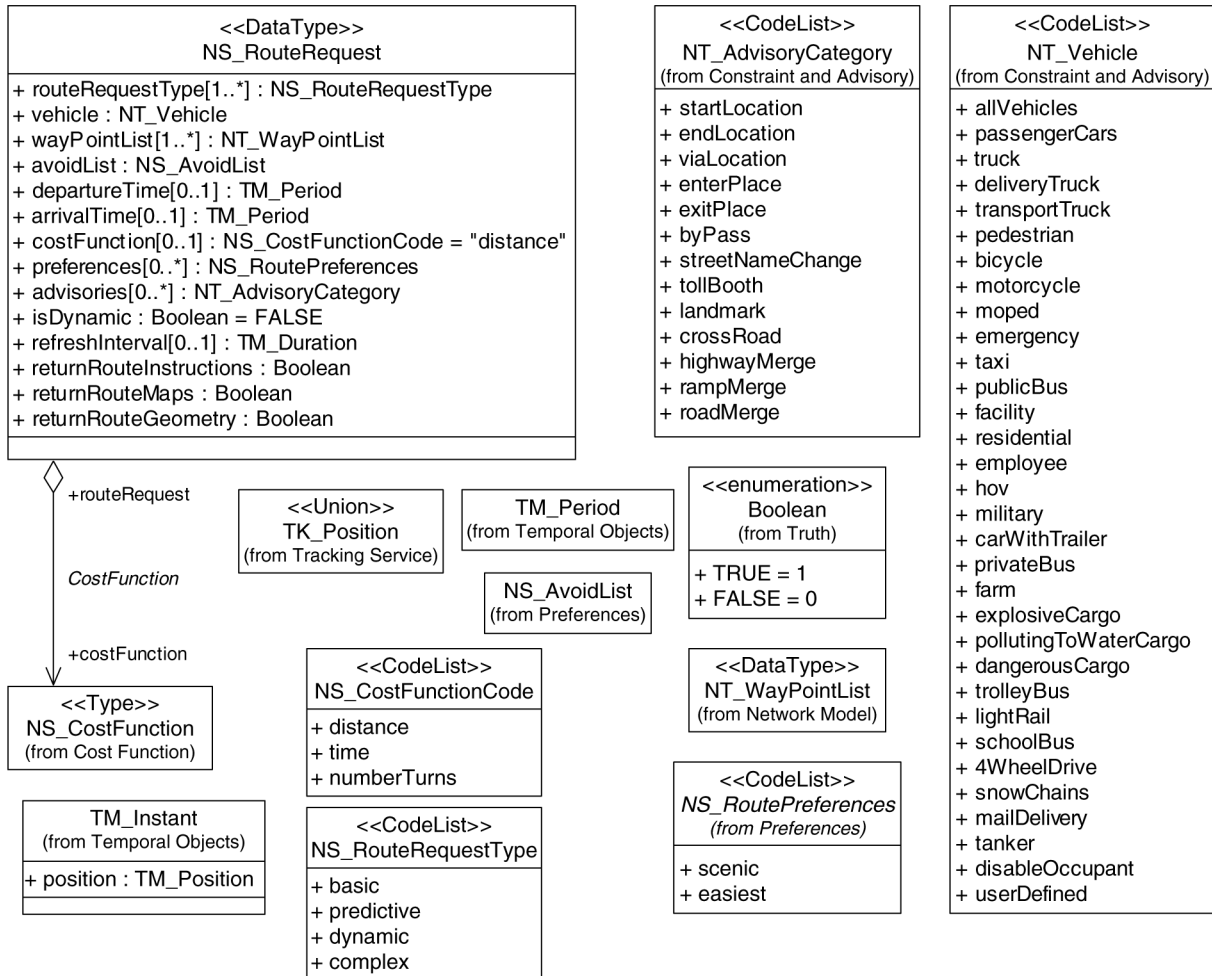 <<DataType>>
NS_RouteRequest
+ routeRequestType[1..*] : NS_RouteRequestType
+ vehicle : NT_Vehicle
+ wayPointList[1..*] : NT_WayPointList
+ avoidList : NS_AvoidList
+ departureTime[0..1] : TM_Period
+ arrivalTime[0..1] : TM_Period
+ costFunction[0..1] : NS_CostFunctionCode = "distance"
+ preferences[0..*] : NS_RoutePreferences
+ advisories[0..*] : NT_AdvisoryCategory
+ isDynamic : Boolean = FALSE
+ refreshInterval[0..1] : TM_Duration
+ returnRouteInstructions : Boolean
+ returnRouteMaps : Boolean
+ returnRouteGeometry : Boolean
+routeRequest
CostFunction
+costFunction
<<Type>>
NS_CostFunction
(from Cost Function)
TM_Instant
(from Temporal Objects)
+ position : TM_Position
<<Union>>
TK_Position
(from Tracking Service)
TM_Period
(from Temporal Objects)
NS_AvoidList
(from Preferences)
<<CodeList>>
NS_CostFunctionCode
+ distance
+ time
+ numberTurns
<<CodeList>>
NS_RouteRequestType
+ basic
+ predictive
+ dynamic
+ complex
<<CodeList>>
NT_AdvisoryCategory
(from Constraint and Advisory)
+ startLocation
+ endLocation
+ viaLocation
+ enterPlace
+ exitPlace
+ byPass
+ streetNameChange
+ tollBooth
+ landmark
+ crossRoad
+ highwayMerge
+ rampMerge
+ roadMerge
<<enumeration>>
Boolean
(from Truth)
+ TRUE = 1
+ FALSE = 0
<<DataType>>
NT_WayPointList
(from Network Model)
<<CodeList>>
NS_RoutePreferences
(from Preferences)
+ scenic
+ easiest
<<CodeList>>
NT_Vehicle
(from Constraint and Advisory)
+ allVehicles
+ passengerCars
+ truck
+ deliveryTruck
+ transportTruck
+ pedestrian
+ bicycle
+ motorcycle
+ moped
+ emergency
+ taxi
+ publicBus
+ facility
+ residential
+ employee
+ hov
+ military
+ carWithTrailer
+ privateBus
+ farm
+ explosiveCargo
+ pollutingToWaterCargo
+ dangerousCargo
+ trolleyBus
+ lightRail
+ schoolBus
+ 4WheelDrive
+ snowChains
+ mailDelivery
+ tanker
+ disableOccupant
+ userDefined